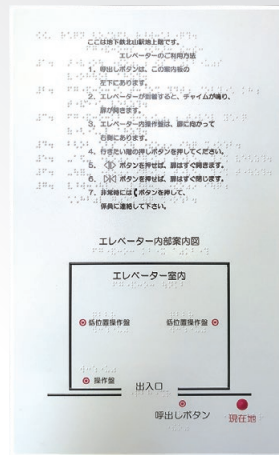 ここは地下鉄北山駅地上階です。
エレベーターのご利用方法
1. 呼出しボタンは、この案内板の
左下にあります。
2. エレベーターが到着すると、チャイムが鳴り、
扉が開きます。
3. エレベーター内操作盤は、扉に向かって
右側にあります。
4. 行きたい階の押しボタンを押してください。
5. ボタンを押せば、扉はすぐ開きます。
6. ボタンを押せば、扉はすぐ閉じます。
7. 非常時には ボタンを押して、
係員に連絡して下さい。
エレベーター内部案内図
エレベーター室内
低位置操作盤 低位置操作盤
操作盤 出入口
呼出しボタン 現在地